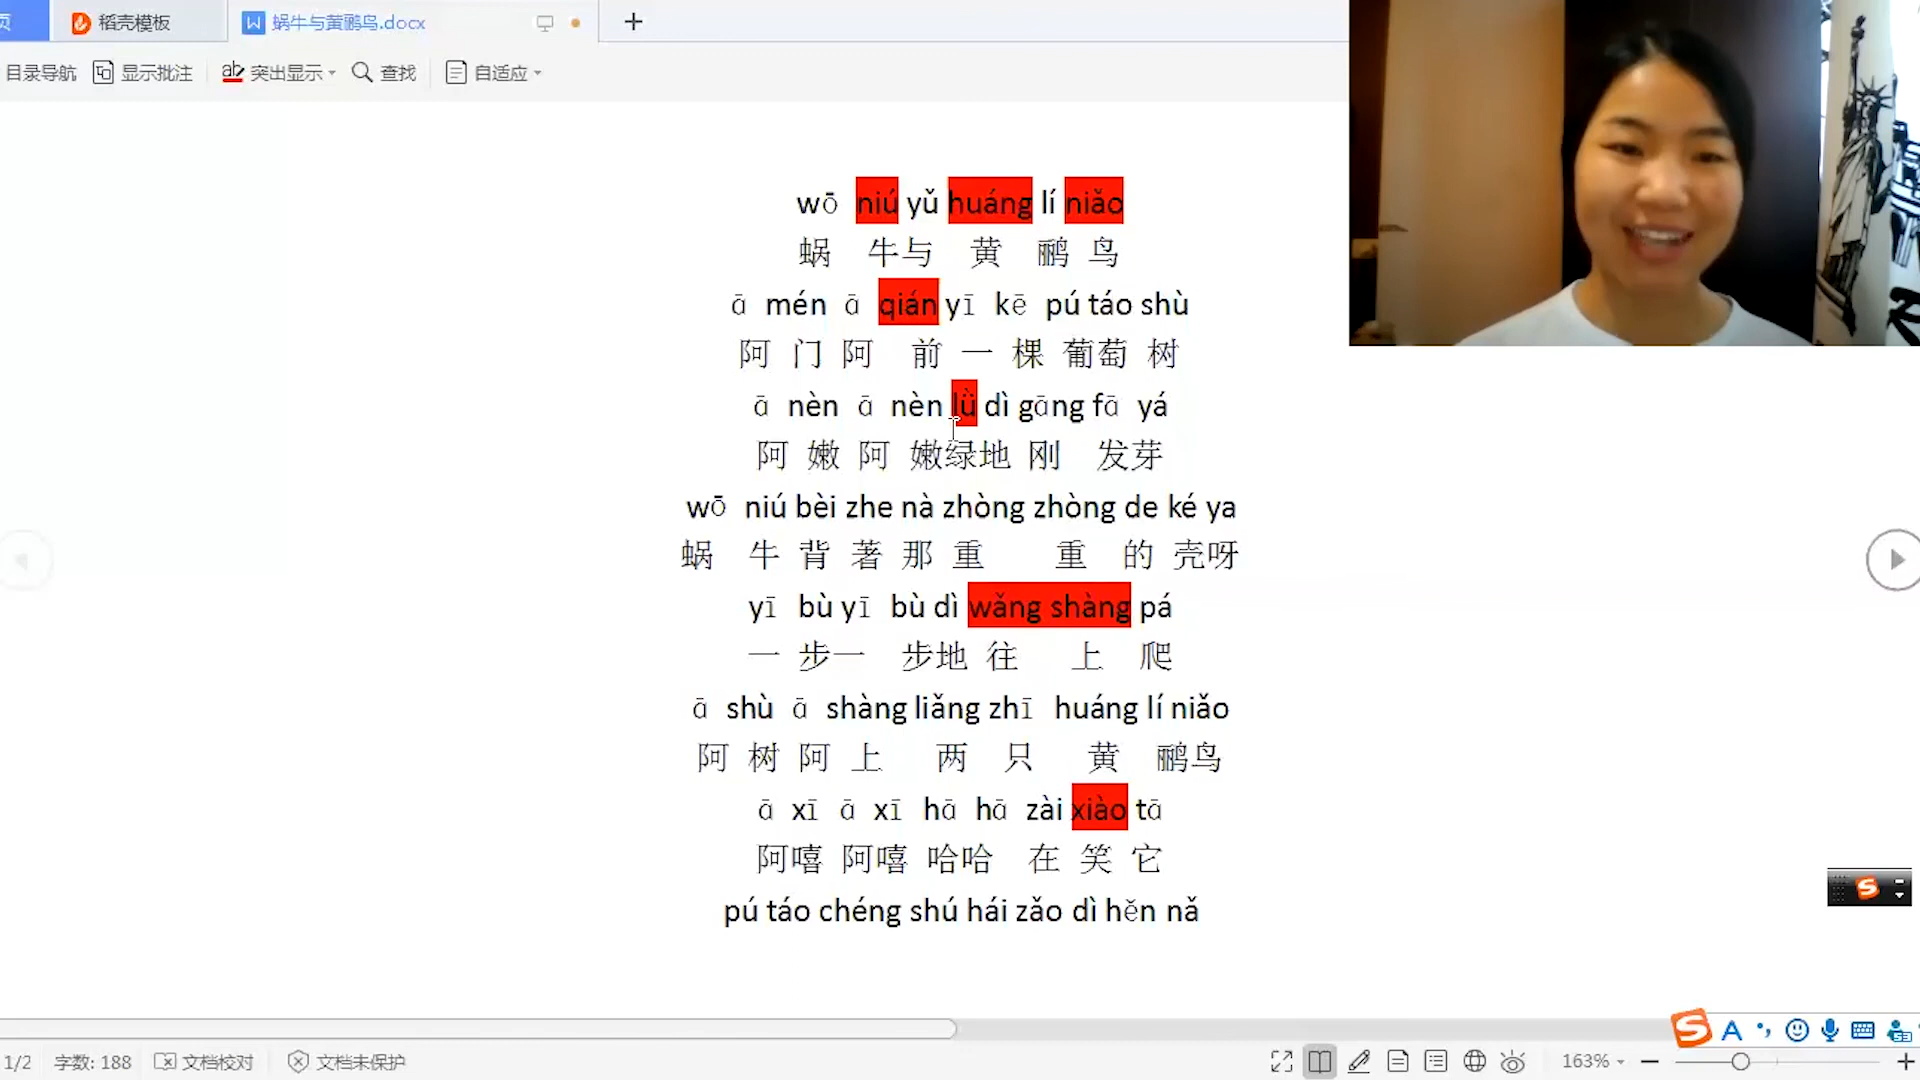 页
稻壳模板
蜗牛与黄鹂鸟.docx
目录导航 显示批注 突出显示 查找 自适应
wō niú yǔ huáng lí niǎo
蜗 牛与 黄 鹂 鸟
ā mén ā qián yī kē pú táo shù
阿 门 阿 前 一 棵 葡萄 树
ā nèn ā nèn lǜ dì gāng fā yá
阿 嫩 阿 嫩绿地 刚 发芽
wō niú bèi zhe nà zhòng zhòng de ké ya
蜗 牛 背 著 那 重 重 的 壳呀
yī bù yī bù dì wǎng shàng pá
一 步一 步地 往 上 爬
ā shù ā shàng liǎng zhī huáng lí niǎo
阿 树 阿 上 两 只 黄 鹂鸟
ā xī ā xī hā hā zài xiào tā
阿嘻 阿嘻 哈哈 在 笑 它
pú táo chéng shú hái zǎo dì hěn nǎ
1/2 字数: 188 文档校对 文档未保护 163%